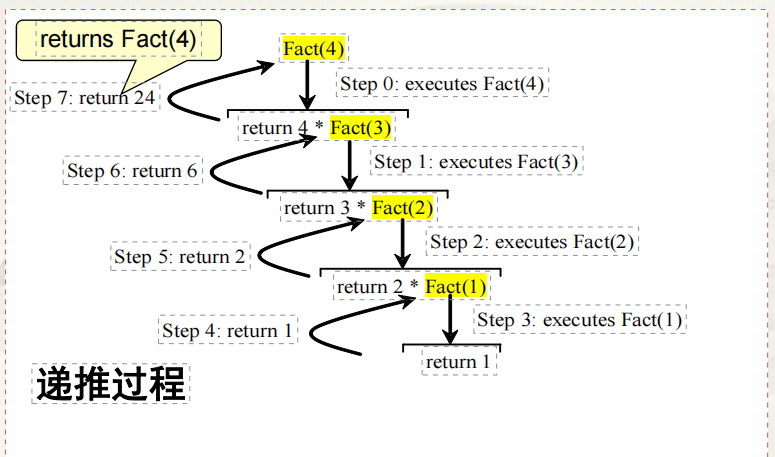 returns Fact(4)
Fact(4)
Step 0: executes Fact(4)
Step 7: return 24
return 4 * Fact(3)
Step 1: executes Fact(3)
Step 6: return 6
return 3 * Fact(2)
Step 2: executes Fact(2)
Step 5: return 2
return 2 * Fact(1)
Step 3: executes Fact(1)
Step 4: return 1
return 1
递推过程